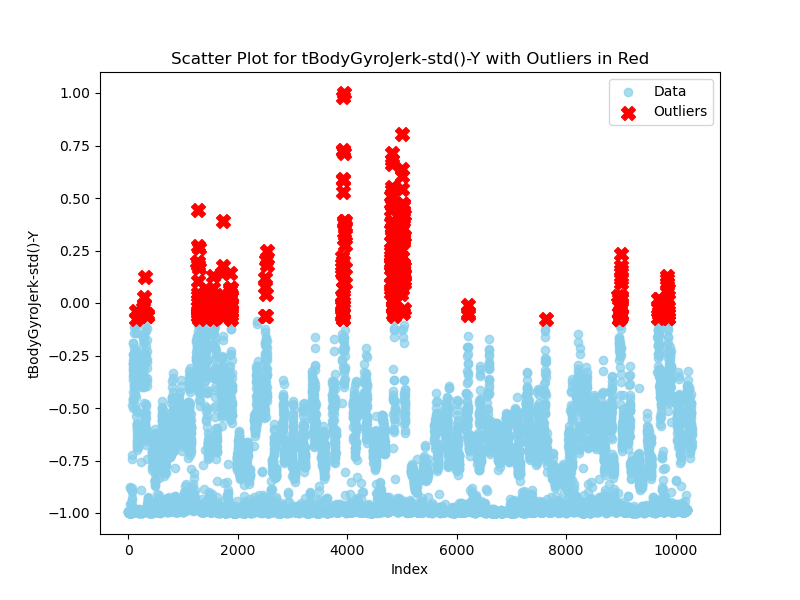 Scatter Plot for tBodyGyroJerk-std()-Y with Outliers in Red
Data
Outliers
1.00
0.75
0.50
0.25
0.00
−0.25
−0.50
−0.75
−1.00
tBodyGyroJerk-std()-Y
0 2000 4000 6000 8000 10000
Index